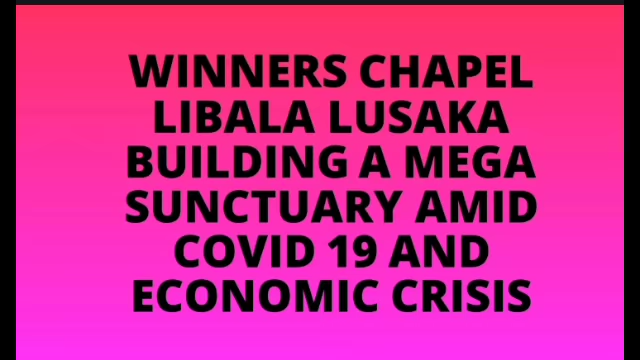 WINNERS CHAPEL
LIBALA LUSAKA
BUILDING A MEGA
SUNCTUARY AMID
COVID 19 AND
ECONOMIC CRISIS